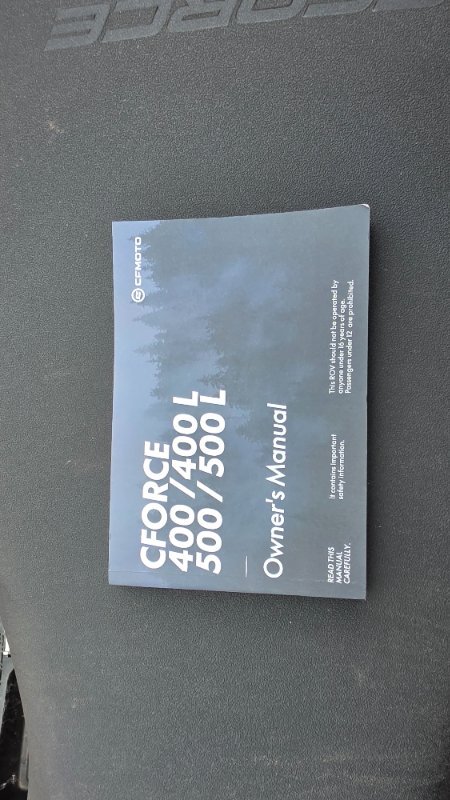 CFORCE
CFMOTO
CFORCE
400 /400 L
500 / 500 L
Owner's Manual
READ THIS
MANUAL
CAREFULLY.
It contains important
safety information.
This ROV should not be operated by
anyone under 16 years of age.
Passengers under 12 are prohibited.